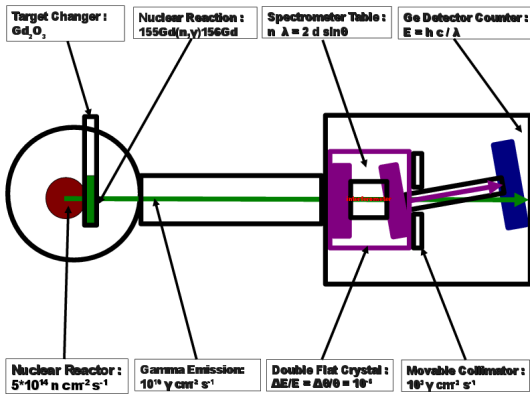 Target Changer :
Gd₂O₃
Nuclear Reaction :
155Gd(n,γ)156Gd
Spectrometer Table :
n λ = 2 d sinθ
Ge Detector Counter :
E = h c / λ
Nuclear Reactor :
5*10¹⁴ n cm⁻² s⁻¹
Gamma Emission:
10¹⁶ γ cm⁻² s⁻¹
Double Flat Crystal :
ΔE/E = Δθ/θ = 10⁻⁶
Movable Collimator :
10³ γ cm⁻² s⁻¹